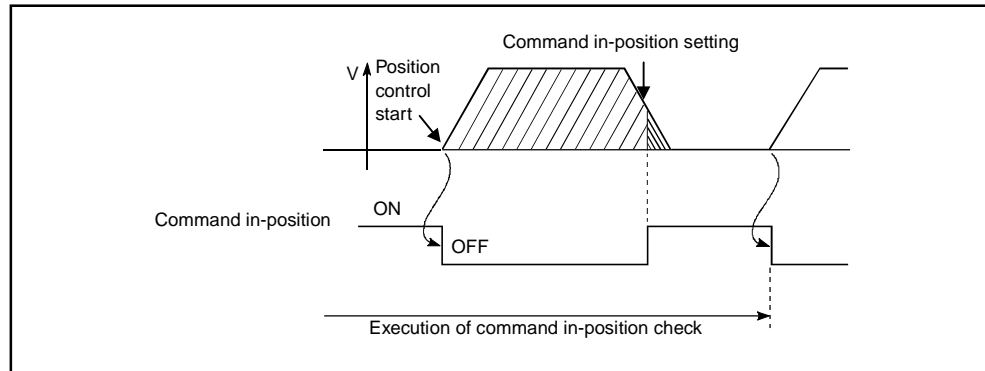 Command in-position setting
V
Position
control
start
Command in-position
ON
OFF
Execution of command in-position check